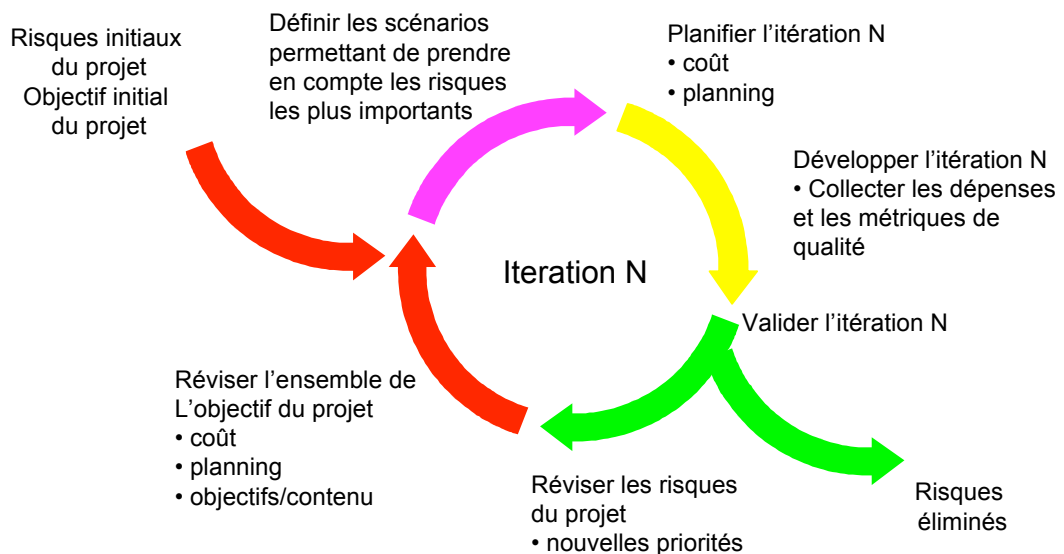 Risques initiaux
du projet
Objectif initial
du projet
Définir les scénarios
permettant de prendre
en compte les risques
les plus importants
Planifier l’itération N
• coût
• planning
Développer l’itération N
• Collecter les dépenses
et les métriques de
qualité
Iteration N
Valider l’itération N
Réviser l’ensemble de
L’objectif du projet
• coût
• planning
• objectifs/contenu
Réviser les risques
du projet
• nouvelles priorités
Risques
éliminés